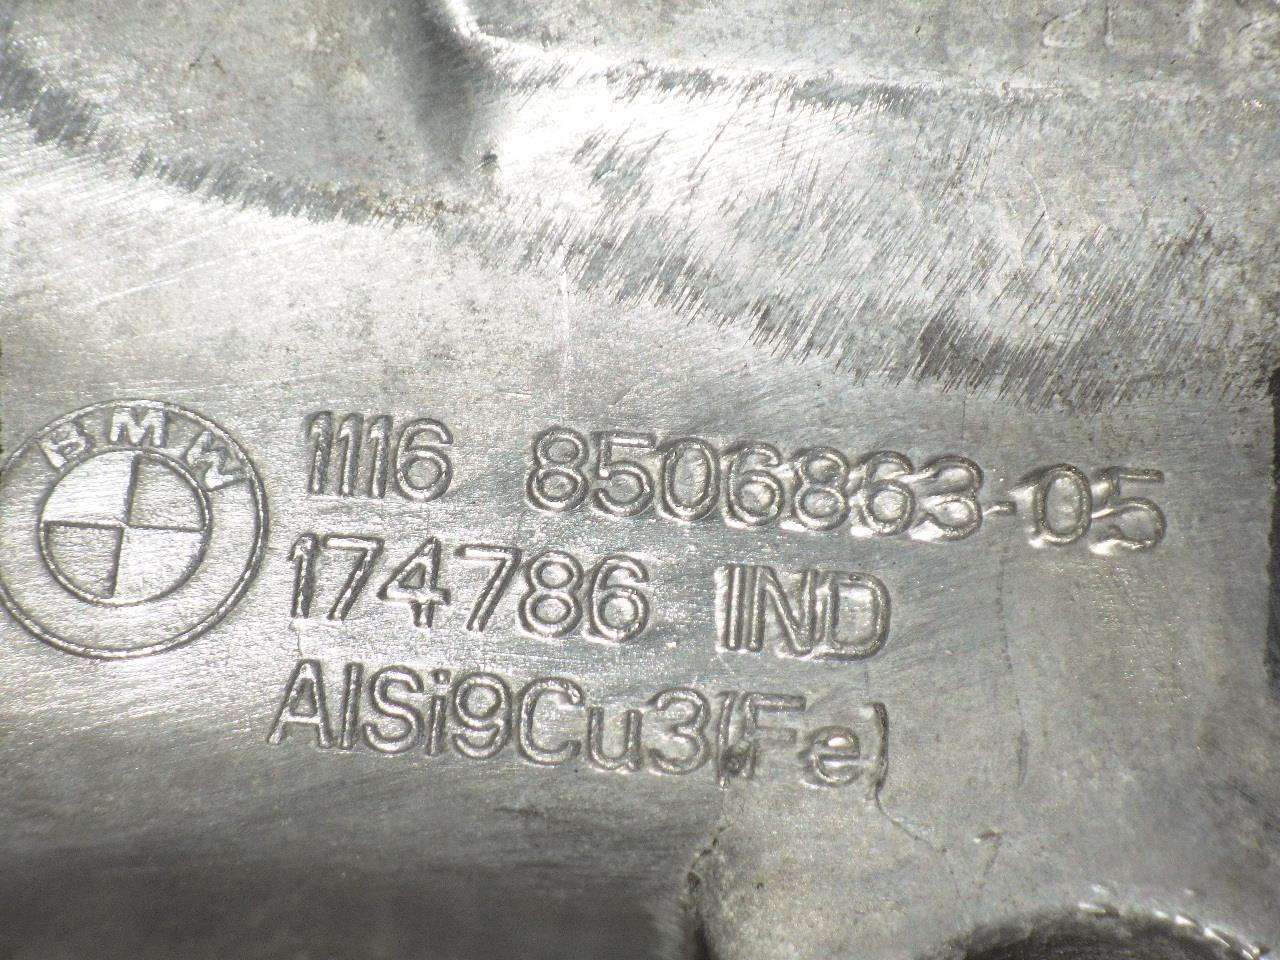 BMW
1116 8506863-05
174786 IND
AlSi9Cu3(Fe)